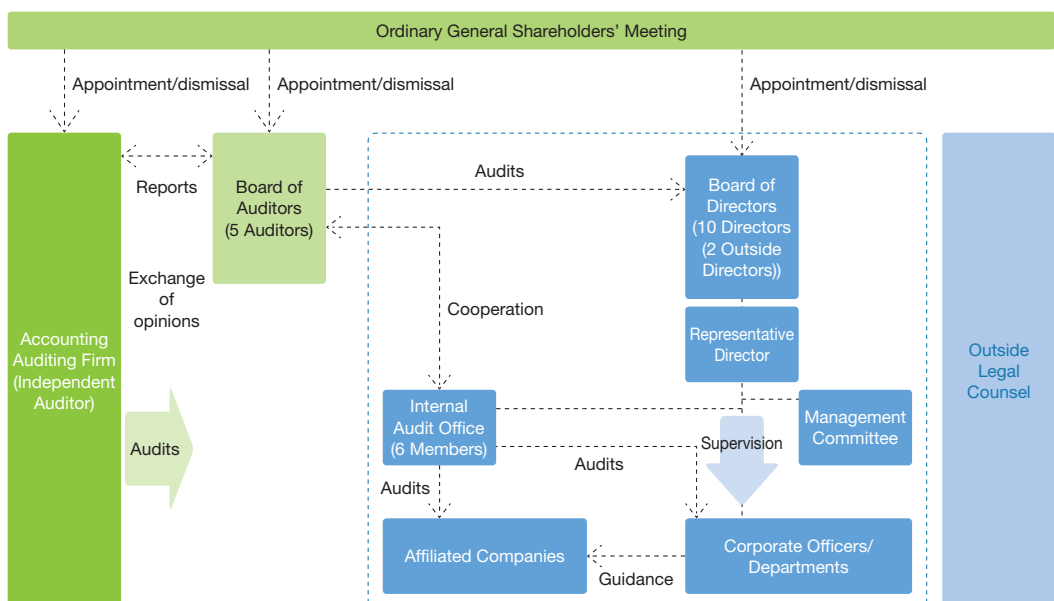 Ordinary General Shareholders' Meeting
Appointment/dismissal
Appointment/dismissal
Appointment/dismissal
Reports
Board of
Auditors
(5 Auditors)
Audits
Board of
Directors
(10 Directors
(2 Outside
Directors))
Exchange
of
opinions
Cooperation
Accounting
Auditing Firm
(Independent
Auditor)
Representative
Director
Outside
Legal
Counsel
Audits
Internal
Audit Office
(6 Members)
Supervision
Management
Committee
Audits
Audits
Affiliated Companies
Guidance
Corporate Officers/
Departments